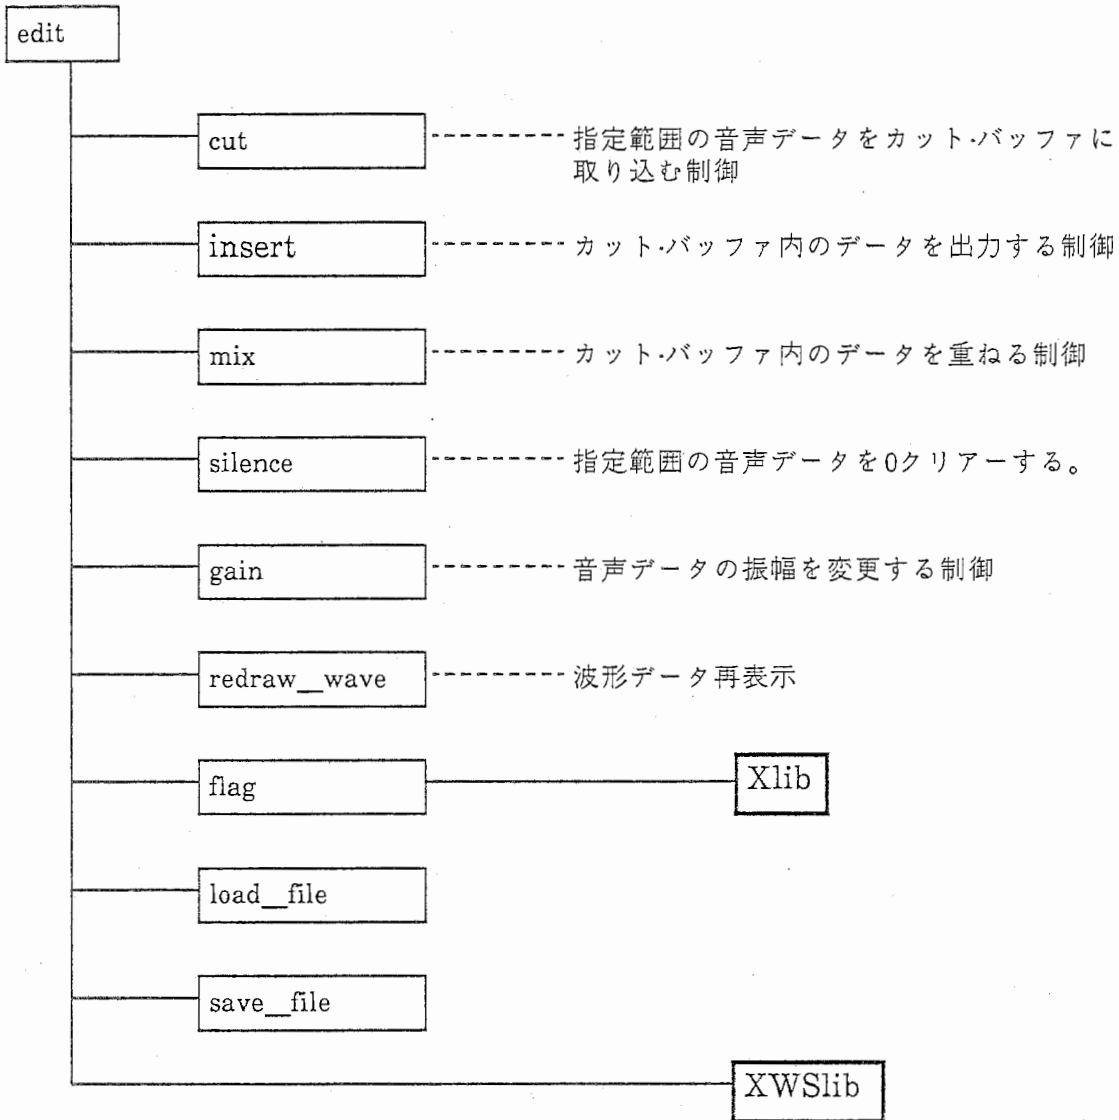 edit
cut
指定範囲の音声データをカット・バッファに
取り込む制御
insert
カット・バッファ内のデータを出力する制御
mix
カット・バッファ内のデータを重ねる制御
silence
指定範囲の音声データを0クリアーする。
gain
音声データの振幅を変更する制御
redraw__wave
波形データ再表示
flag
Xlib
load__file
save__file
XWSlib